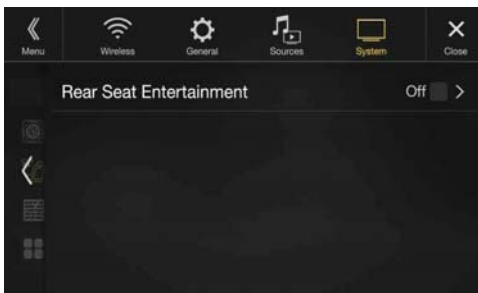 Menu
Wireless
General
Sources
System
Close
Rear Seat Entertainment
Off